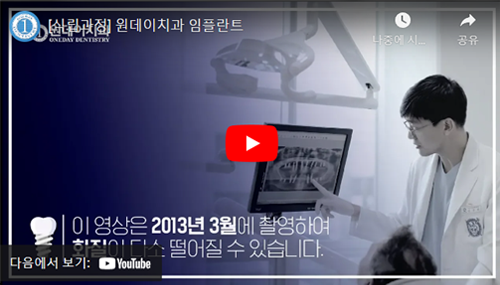 [식립과정] 원데이치과 임플란트
원데이치과
ONEDAY DENTISTRY
나중에 시...
공유
이 영상은 2013년 3월에 촬영하여
화질이 다소 떨어질 수 있습니다.
다음에서 보기: YouTube